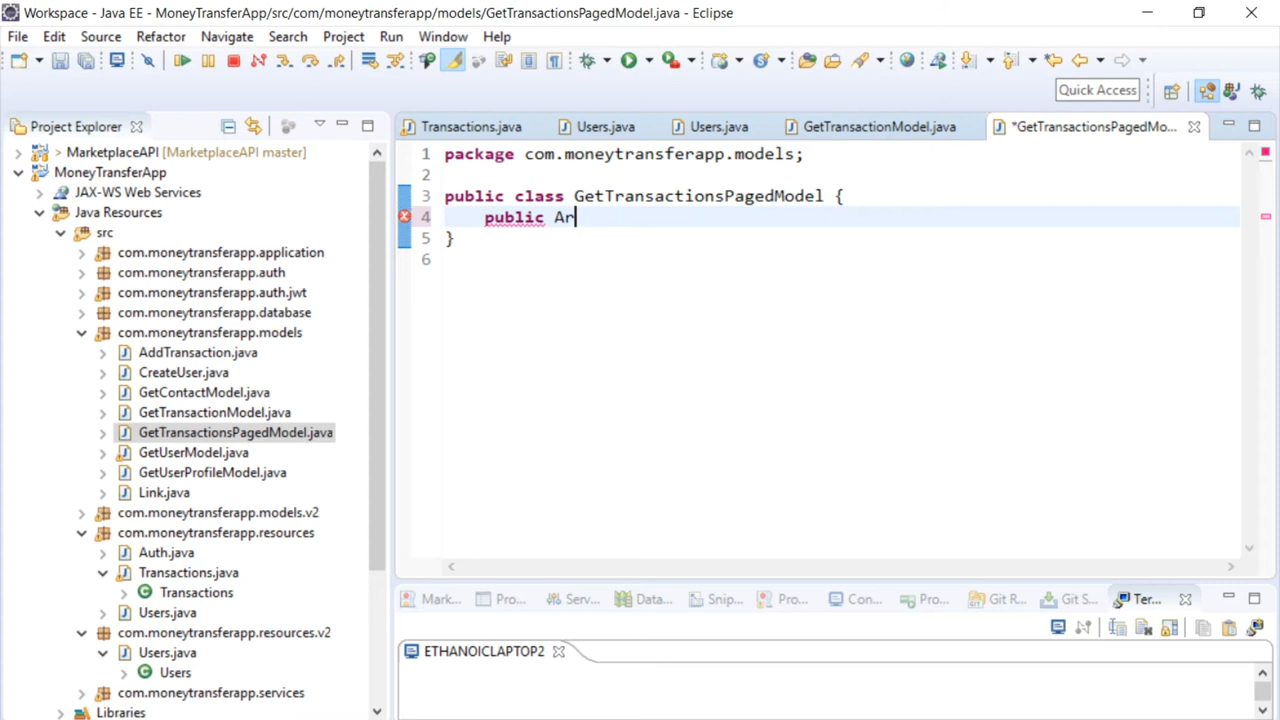 Workspace - Java EE - MoneyTransferApp/src/com/moneytransferapp/models/GetTransactionsPagedModel.java - Eclipse
File Edit Source Refactor Navigate Search Project Run Window Help
Quick Access
Project Explorer
Transactions.java Users.java Users.java GetTransactionModel.java *GetTransactionsPagedMo...
MarketplaceAPI [MarketplaceAPI master]
MoneyTransferApp
JAX-WS Web Services
Java Resources
src
com.moneytransferapp.application
com.moneytransferapp.auth
com.moneytransferapp.auth.jwt
com.moneytransferapp.database
com.moneytransferapp.models
AddTransaction.java
CreateUser.java
GetContactModel.java
GetTransactionModel.java
GetTransactionsPagedModel.java
GetUserModel.java
GetUserProfileModel.java
Link.java
com.moneytransferapp.models.v2
com.moneytransferapp.resources
Auth.java
Transactions.java
Transactions
Users.java
com.moneytransferapp.resources.v2
Users.java
Users
com.moneytransferapp.services
Libraries
1 package com.moneytransferapp.models;
2
3 public class GetTransactionsPagedModel {
4 public Ar
5 }
6
Mark... Pro... Serv... Data... Snip... Pro... Con... Pro... Git R... Git S... Ter...
ETHANOICLAPTOP2